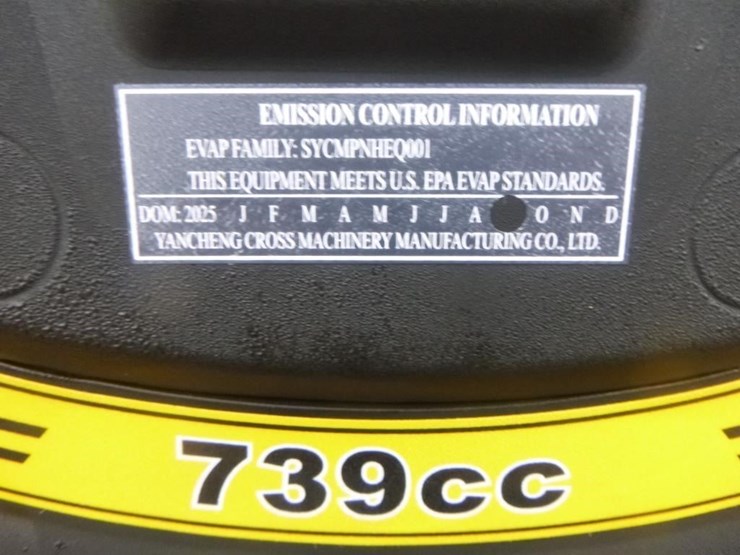 EMISSION CONTROL INFORMATION
EVAP FAMILY: SYCMPNHEQ001
THIS EQUIPMENT MEETS U.S. EPA EVAP STANDARDS.
DOM: 2025 J F M A M J J A O N D
YANCHENG CROSS MACHINERY MANUFACTURING CO., LTD.
739cc